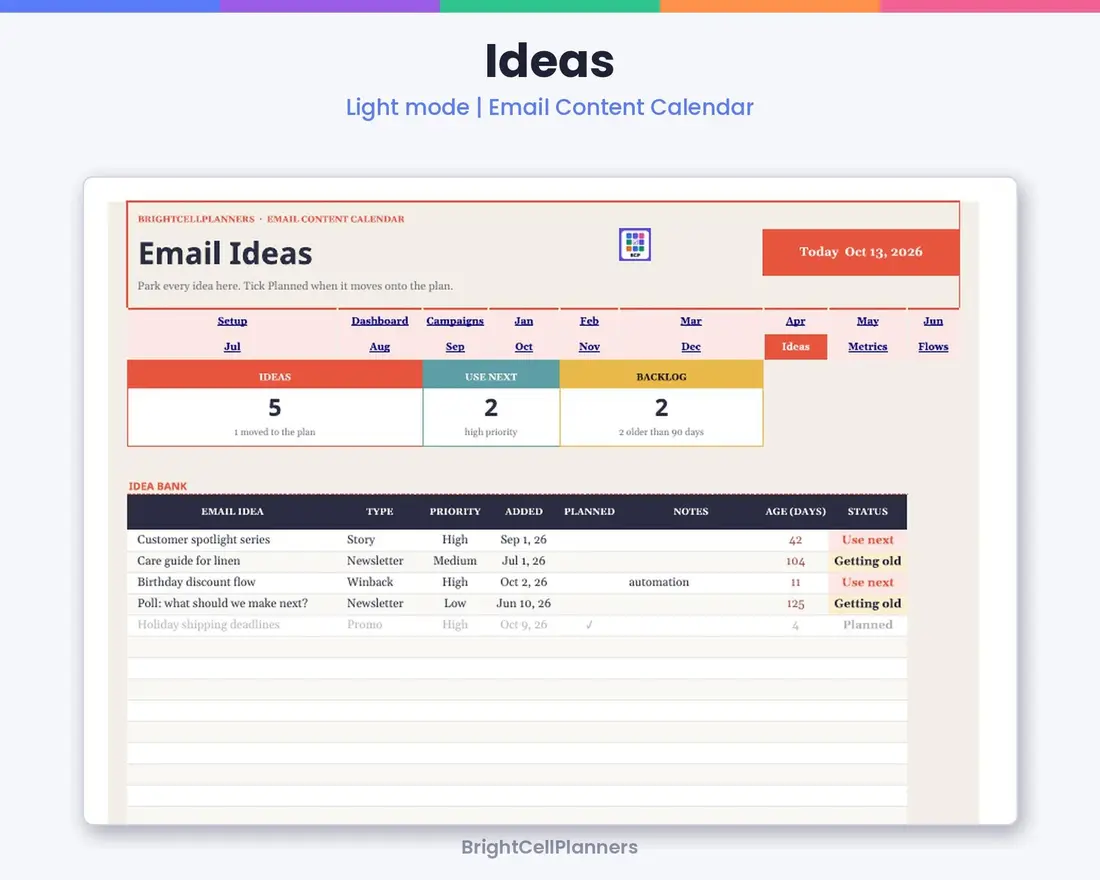 Ideas
Light mode | Email Content Calendar
BRIGHTCELLPLANNERS · EMAIL CONTENT CALENDAR
Email Ideas
BCP
Today Oct 13, 2026
Park every idea here. Tick Planned when it moves onto the plan.
Setup Dashboard Campaigns Jan Feb Mar Apr May Jun
Jul Aug Sep Oct Nov Dec Ideas Metrics Flows
IDEAS USE NEXT BACKLOG
5 2 2
1 moved to the plan high priority 2 older than 90 days
IDEA BANK
EMAIL IDEA TYPE PRIORITY ADDED PLANNED NOTES AGE (DAYS) STATUS
Customer spotlight series Story High Sep 1, 26 42 Use next
Care guide for linen Newsletter Medium Jul 1, 26 104 Getting old
Birthday discount flow Winback High Oct 2, 26 automation 11 Use next
Poll: what should we make next? Newsletter Low Jun 10, 26 125 Getting old
Holiday shipping deadlines Promo High Oct 9, 26 ✓ 4 Planned
BrightCellPlanners